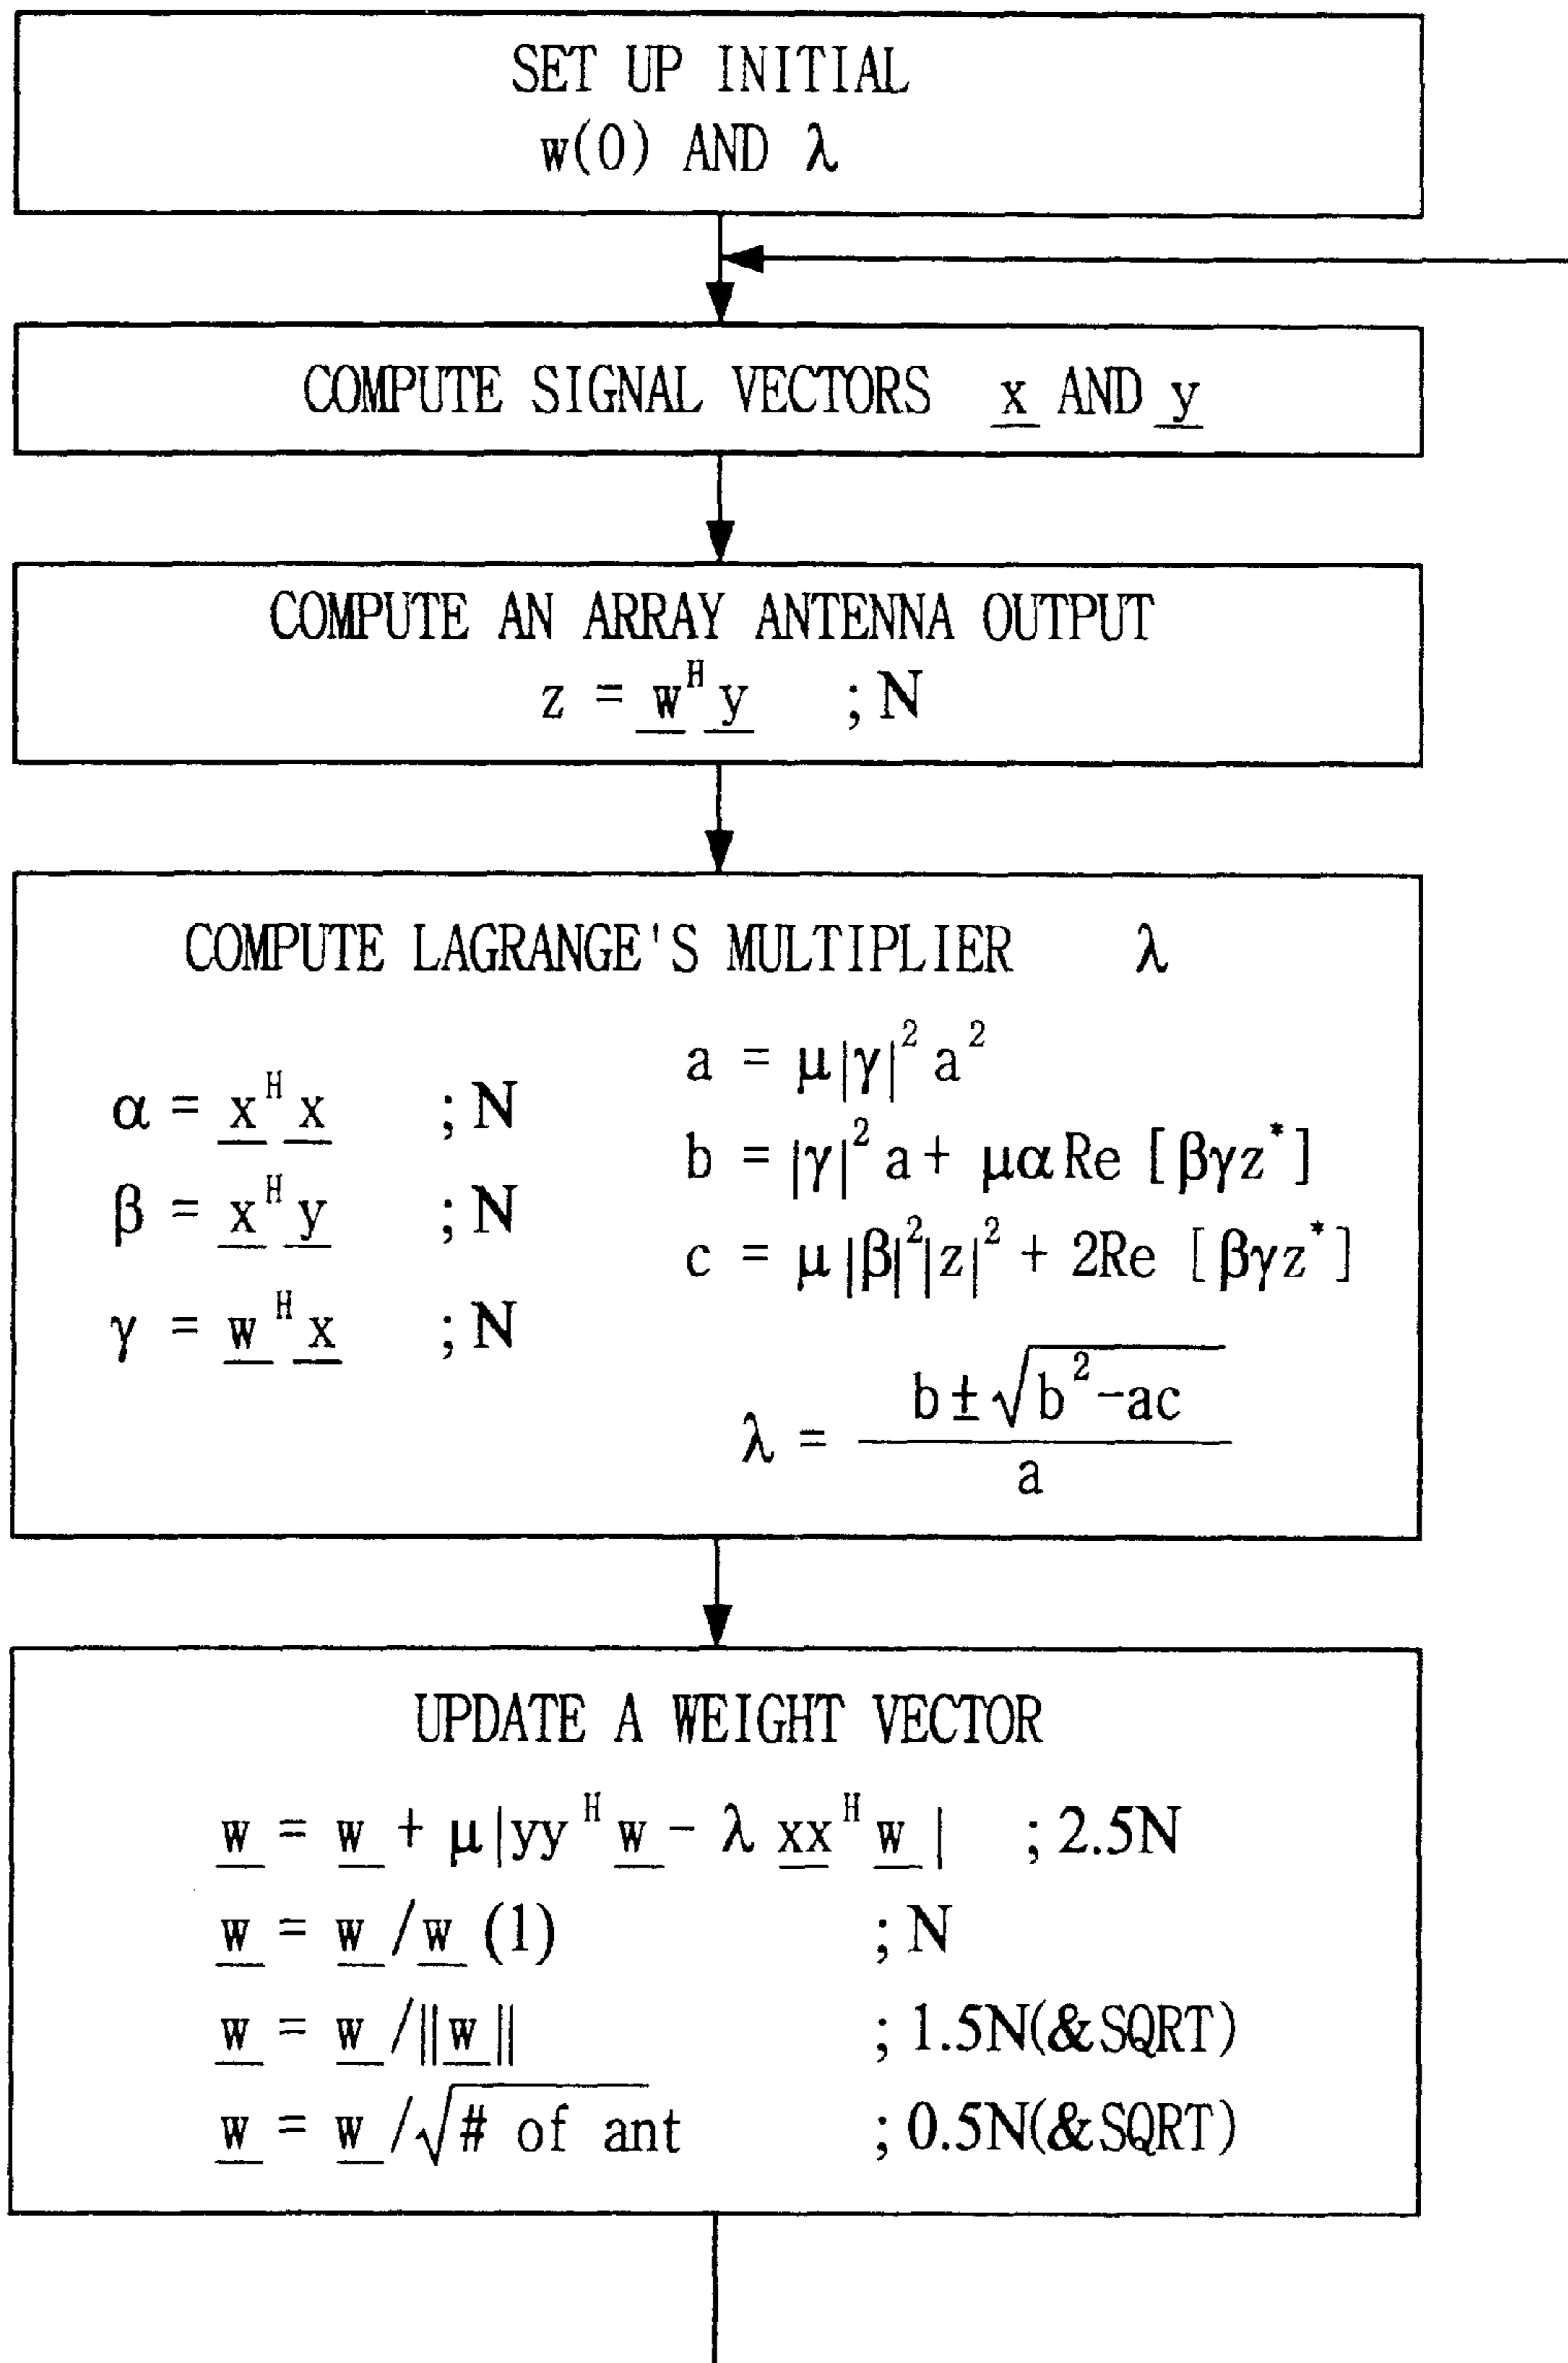 SET UP INITIAL
w(0) AND λ
COMPUTE SIGNAL VECTORS x AND y
COMPUTE AN ARRAY ANTENNA OUTPUT
z = w^H y ; N
COMPUTE LAGRANGE'S MULTIPLIER λ
α = x^H x ; N
β = x^H y ; N
γ = w^H x ; N
a = μ|γ|² a²
b = |γ|² a + μα Re [βγz*]
c = μ|β|²|z|² + 2Re [βγz*]
λ = (b ± √(b²-ac)) / a
UPDATE A WEIGHT VECTOR
w = w + μ|yy^H w - λ xx^H w| ; 2.5N
w = w / w (1) ; N
w = w / ||w|| ; 1.5N(&SQRT)
w = w / √# of ant ; 0.5N(&SQRT)